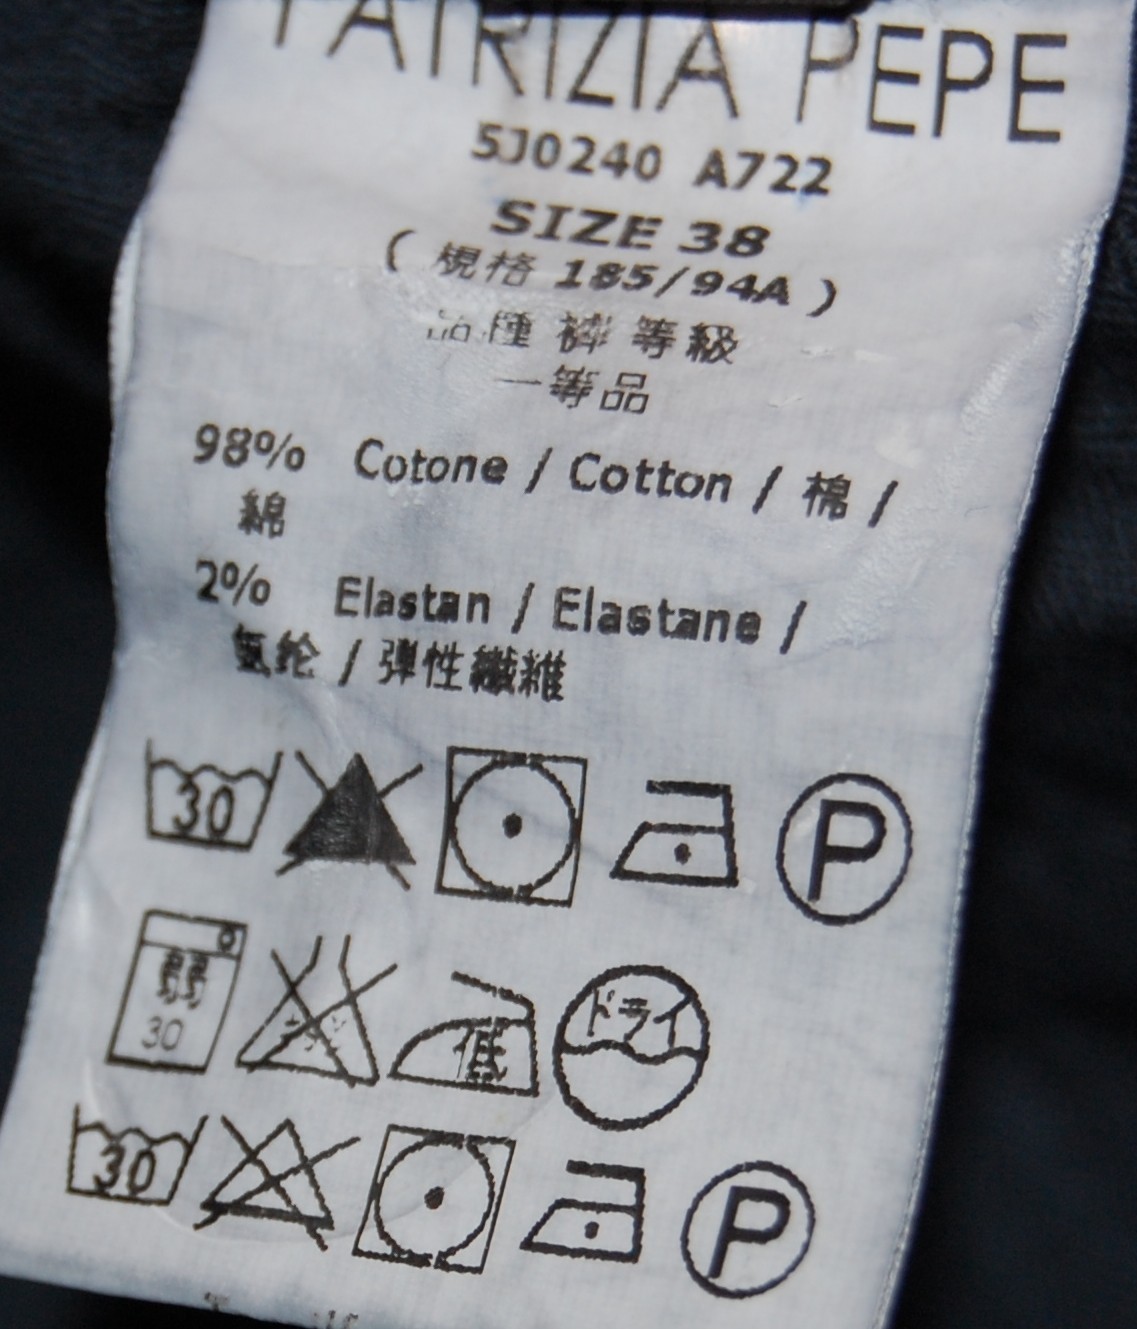 PATRIZIA PEPE
5J0240 A722
SIZE 38
( 規格 185/94A )
品種 褲 等級
一等品
98% Cotone / Cotton / 棉 /
綿
2% Elastan / Elastane /
氨纶 / 弾性繊維
30 P
弱 ドライ
30 低
30 P